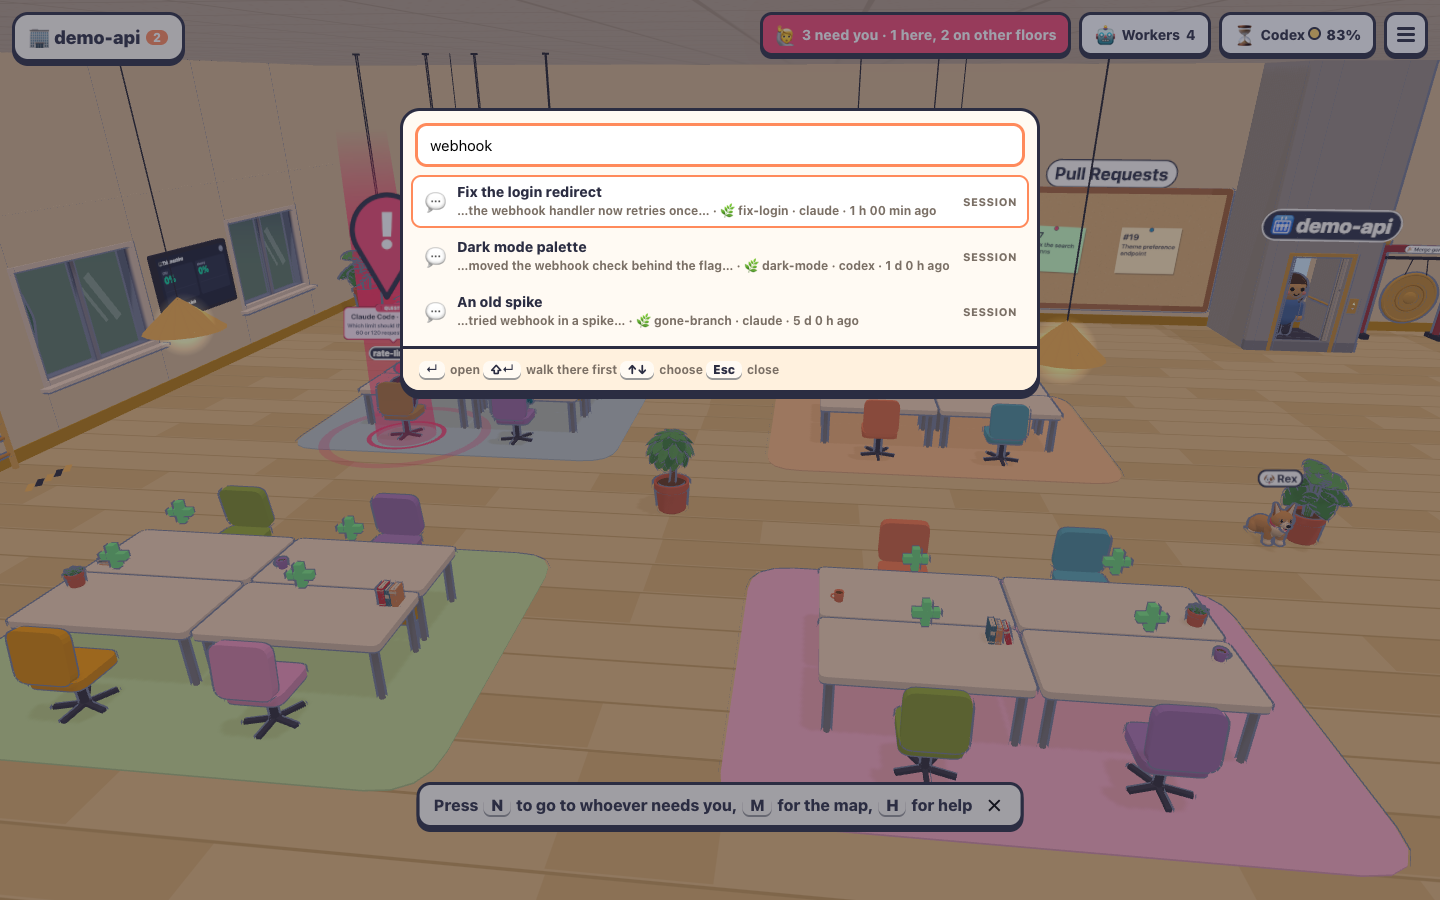 demo-api 2
3 need you · 1 here, 2 on other floors
Workers 4
Codex 83%
webhook
Fix the login redirect
...the webhook handler now retries once... · fix-login · claude · 1 h 00 min ago
SESSION
Dark mode palette
...moved the webhook check behind the flag... · dark-mode · codex · 1 d 0 h ago
SESSION
An old spike
...tried webhook in a spike... · gone-branch · claude · 5 d 0 h ago
SESSION
↵ open ⇧↵ walk there first ↑↓ choose Esc close
Pull Requests
#19
Theme preference
endpoint
demo-api
0%
0%
Claude Code
Rex
Press N to go to whoever needs you, M for the map, H for help ✕